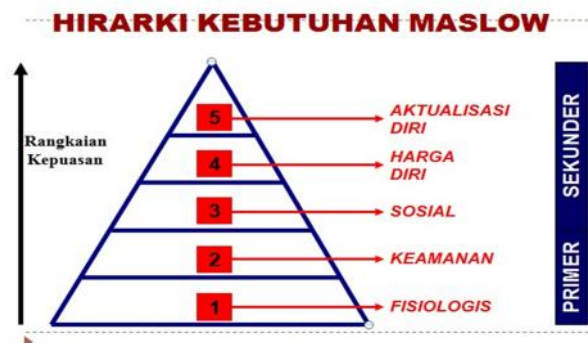 HIRARKI KEBUTUHAN MASLOW
Rangkaian
Kepuasan
5
AKTUALISASI
DIRI
4
HARGA
DIRI
3
SOSIAL
2
KEAMANAN
1
FISIOLOGIS
SEKUNDER
PRIMER